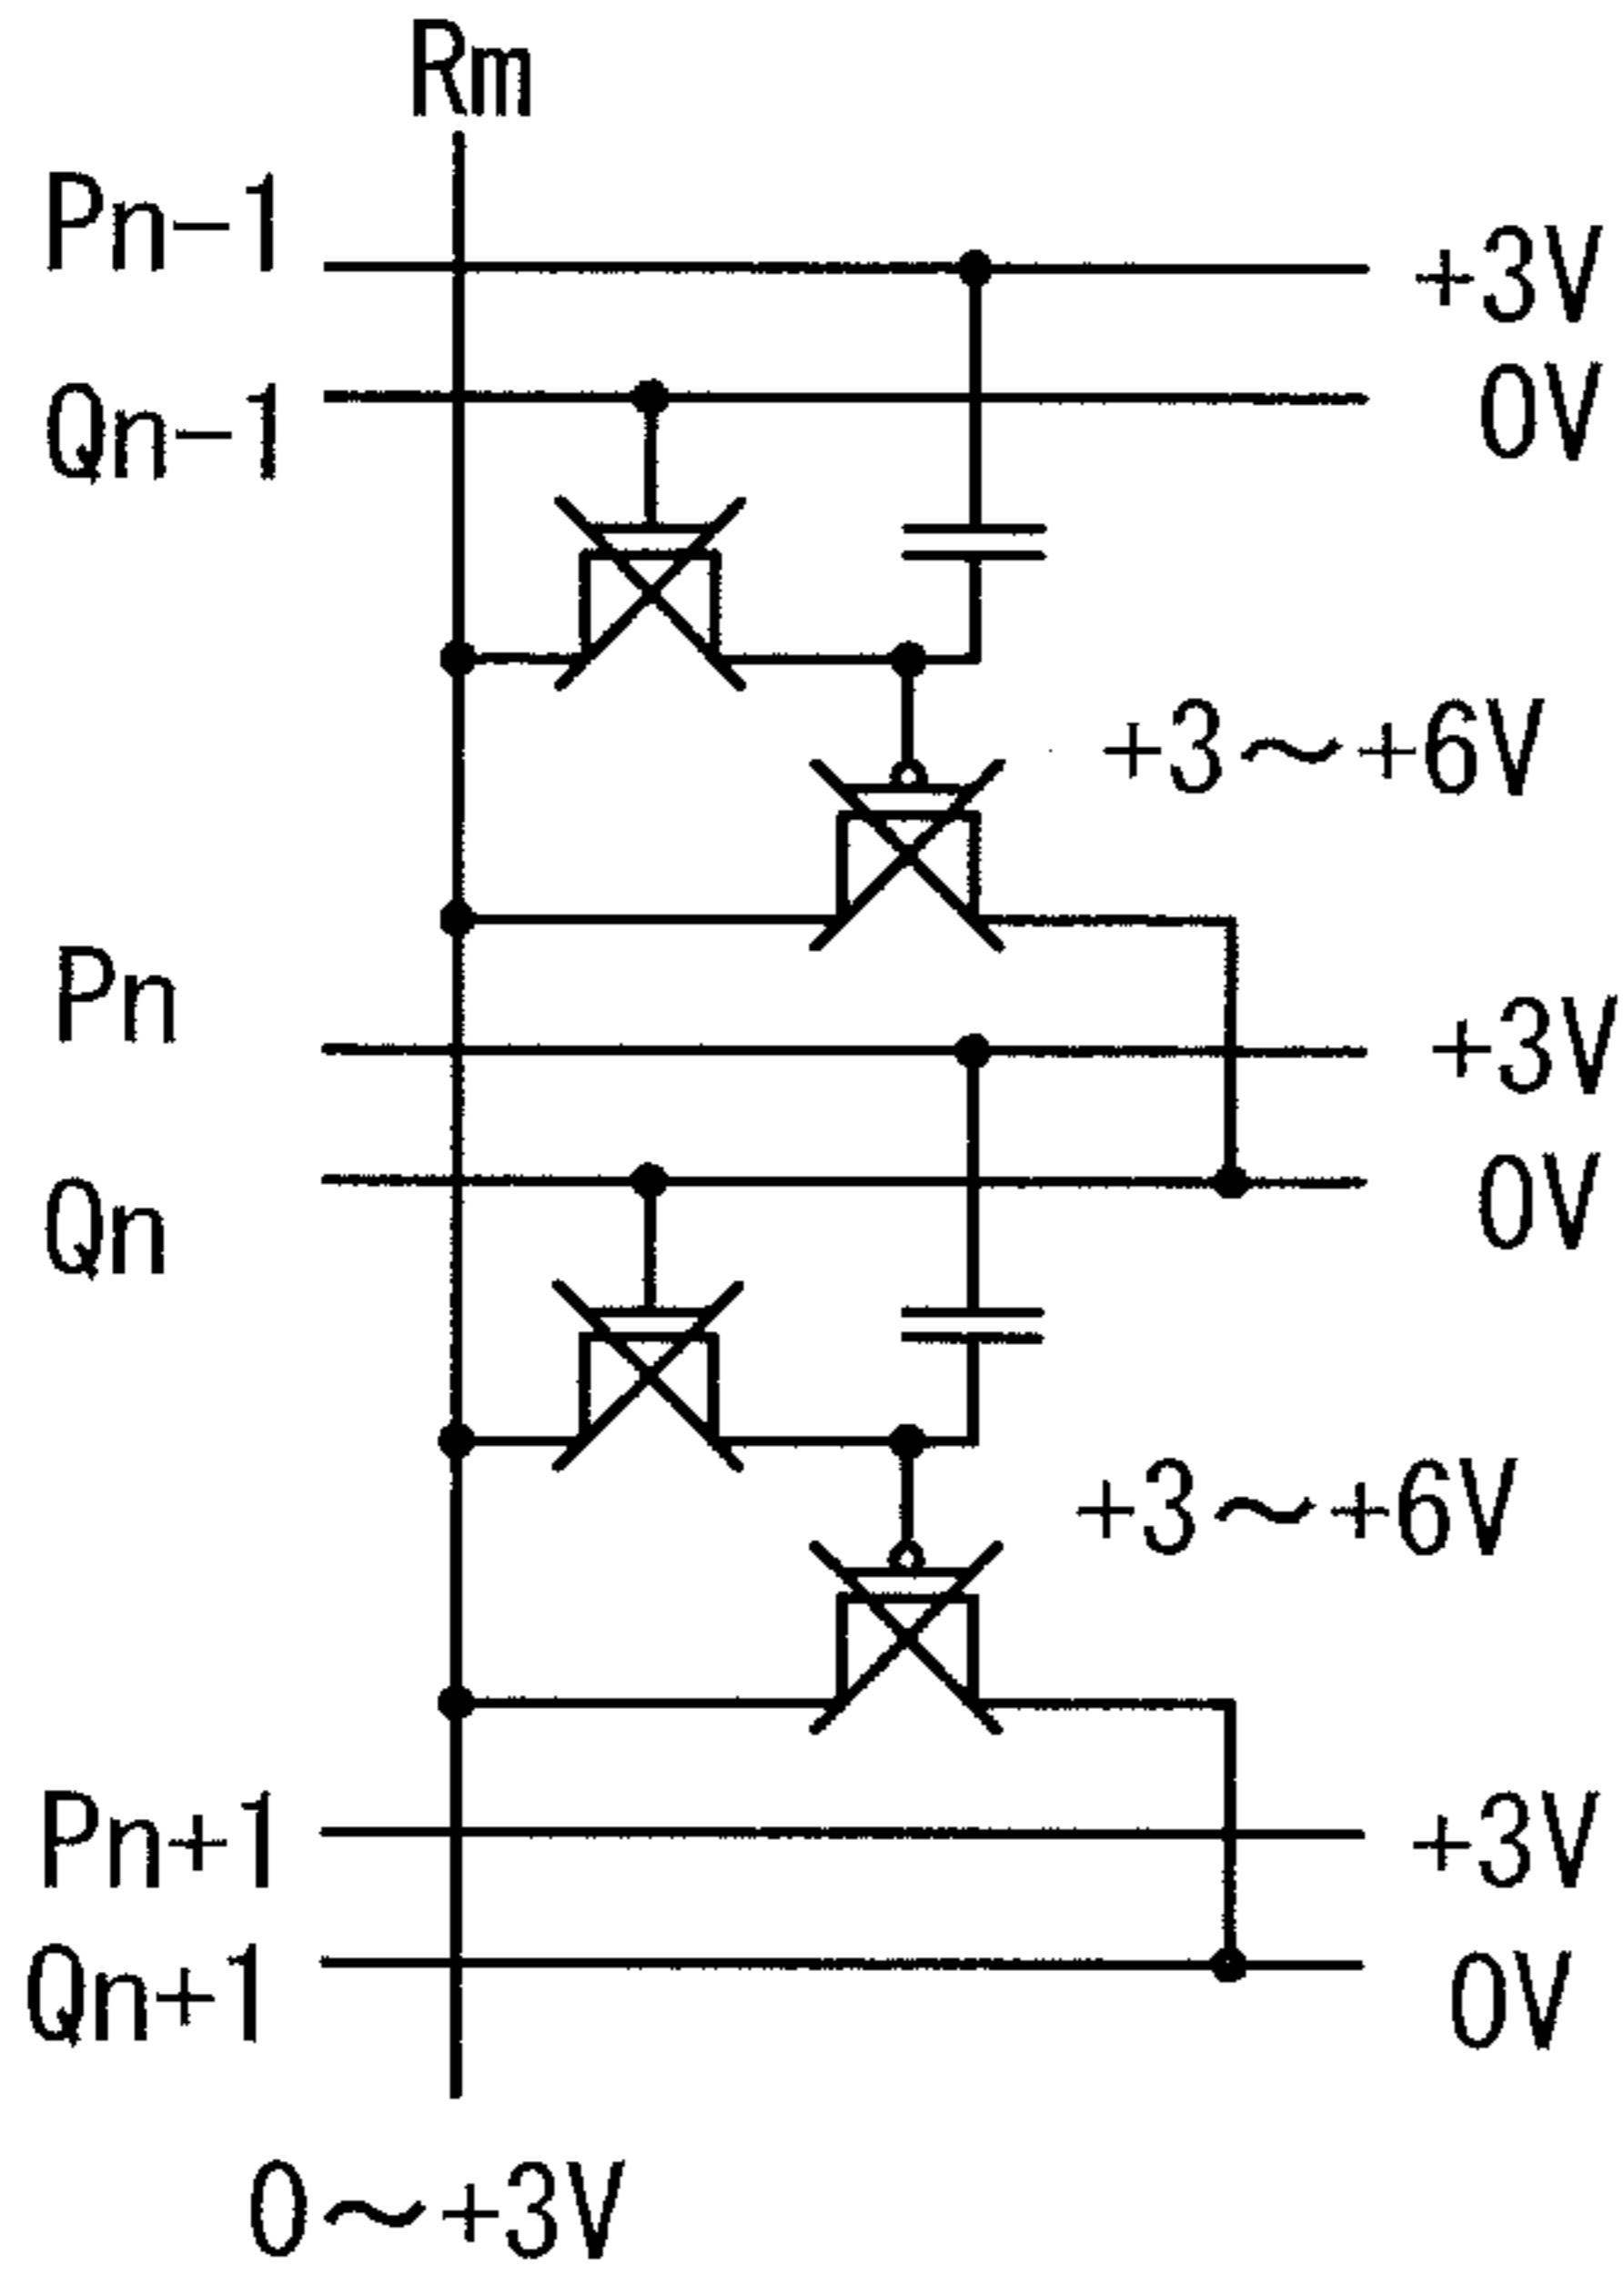 Rm
Pn-1
+3V
Qn-1
0V
+3～+6V
Pn
+3V
Qn
0V
+3～+6V
Pn+1
+3V
Qn+1
0V
0～+3V